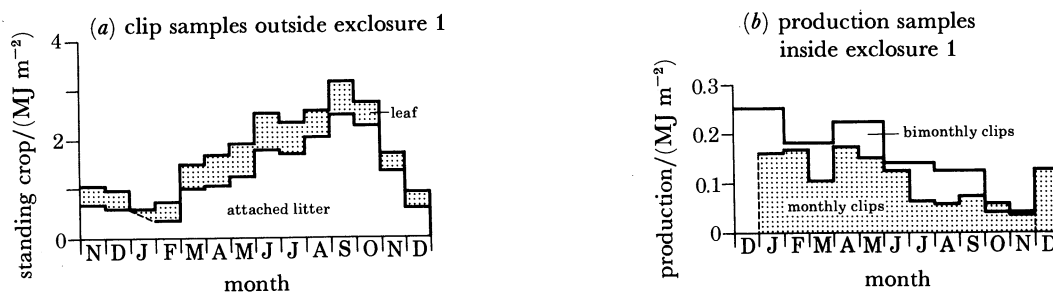 (a) clip samples outside exclosure 1
standing crop/(MJ m⁻²)
4
2
0
leaf
attached litter
N D J F M A M J J A S O N D
month
(b) production samples
inside exclosure 1
production/(MJ m⁻²)
0.3
0.2
0.1
0
bimonthly clips
monthly clips
D J F M A M J J A S O N D
month